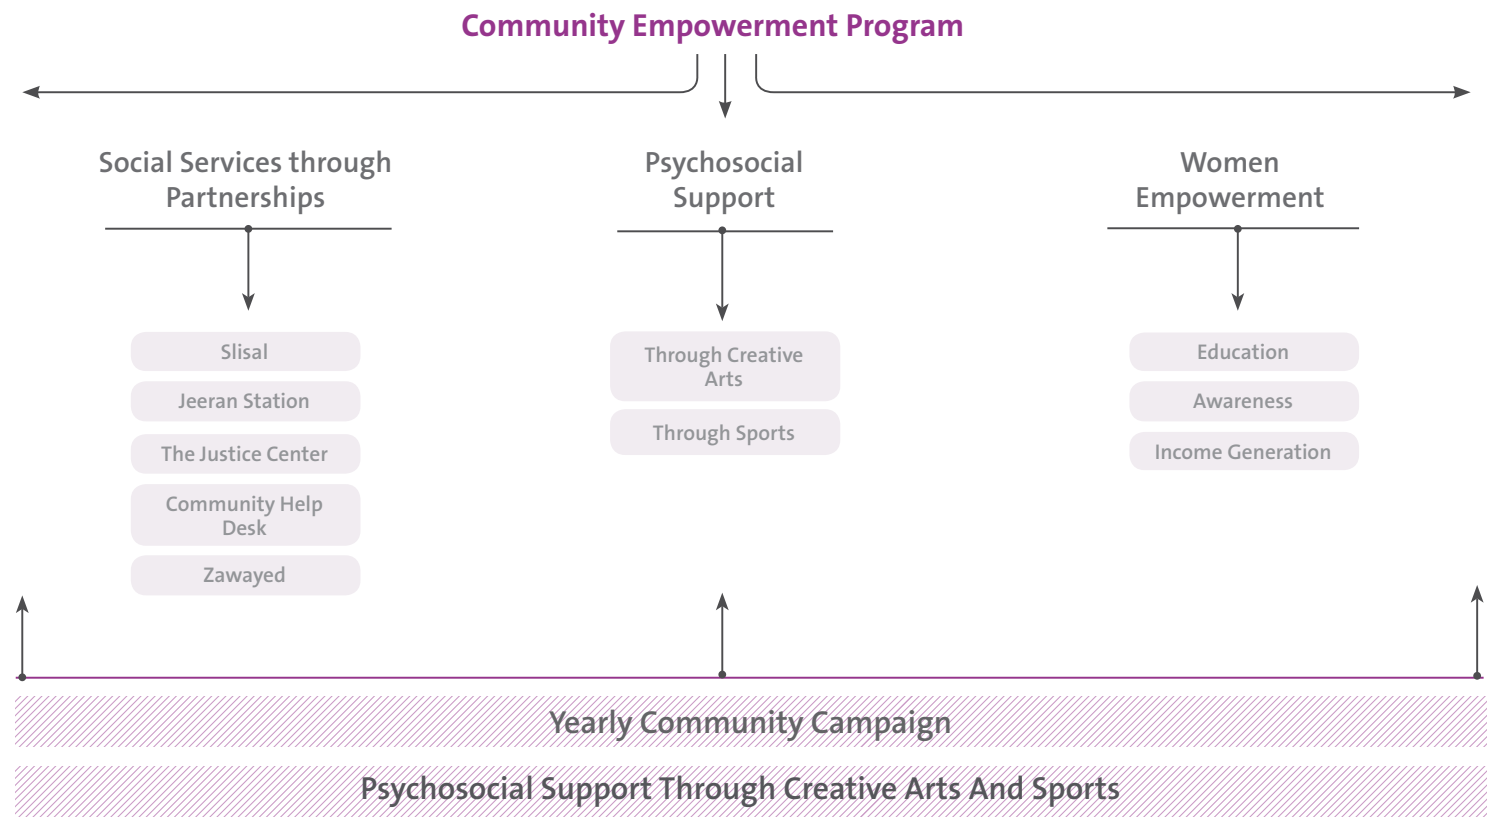 Community Empowerment Program
Social Services through
Partnerships
Psychosocial
Support
Women
Empowerment
Slisal
Jeeran Station
The Justice Center
Community Help
Desk
Zawayed
Through Creative
Arts
Through Sports
Education
Awareness
Income Generation
Yearly Community Campaign
Psychosocial Support Through Creative Arts And Sports